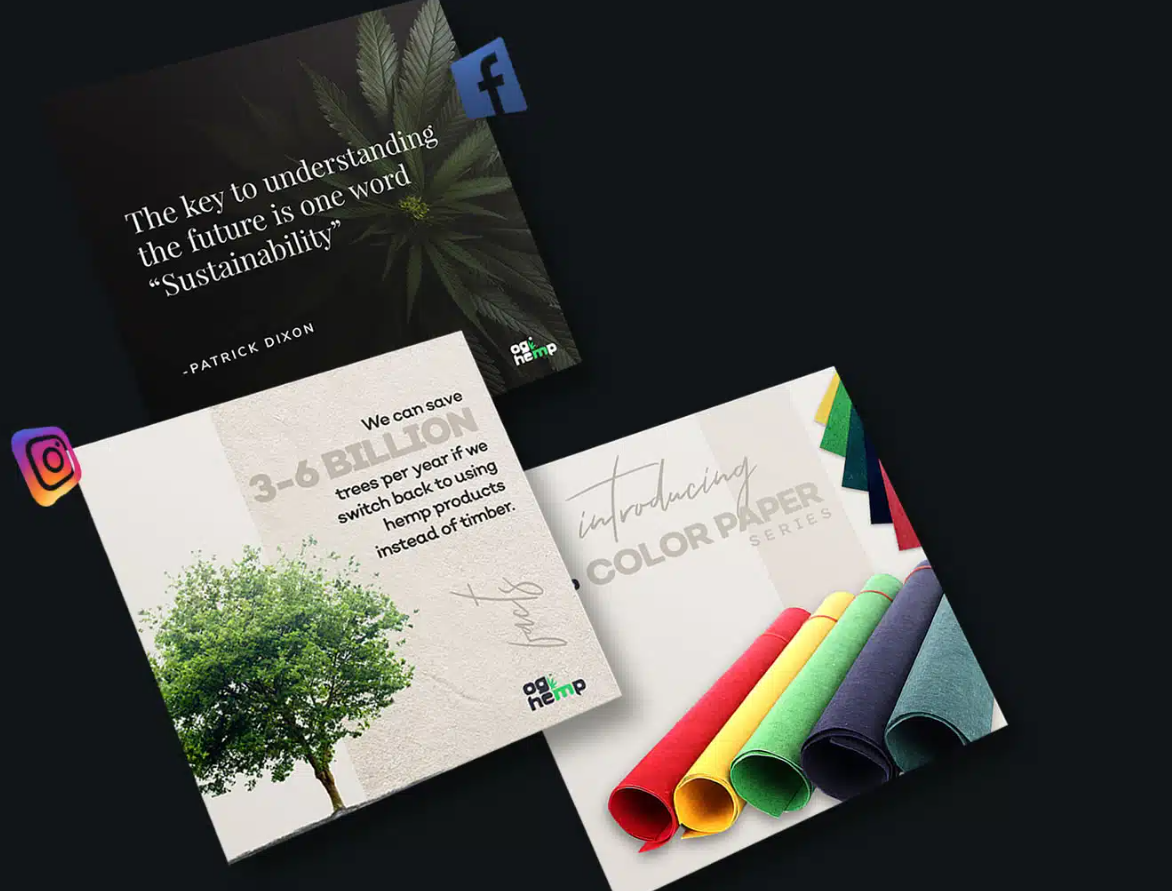 The key to understanding
the future is one word
“Sustainability”
-PATRICK DIXON
og
hemp
We can save
3-6 BILLION
trees per year if we
switch back to using
hemp products
instead of timber.
facts
og
hemp
introducing
COLOR PAPER
SERIES